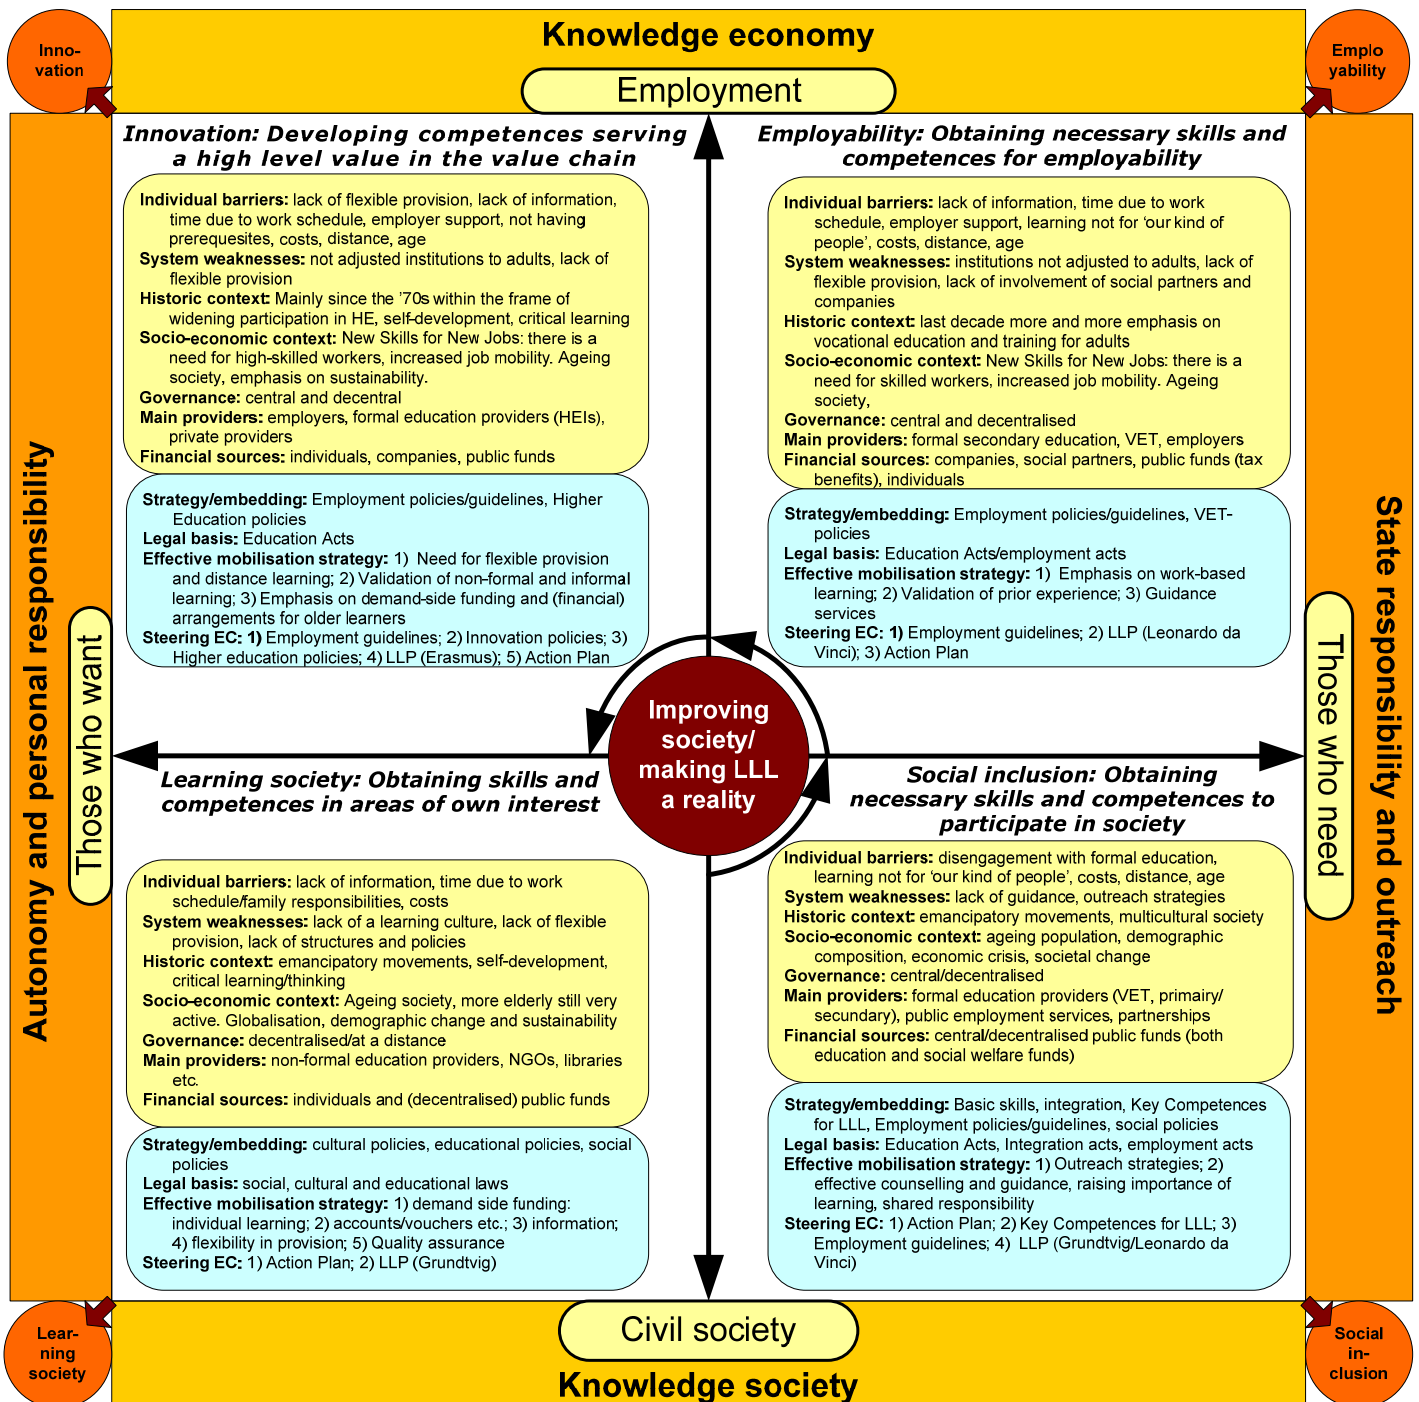 Knowledge economy
Employment
Inno-
vation
Emplo
yability
Autonomy and personal responsibility
Those who want
State responsibility and outreach
Those who need
Innovation: Developing competences serving
a high level value in the value chain
Individual barriers: lack of flexible provision, lack of information,
time due to work schedule, employer support, not having
prerequesites, costs, distance, age
System weaknesses: not adjusted institutions to adults, lack of
flexible provision
Historic context: Mainly since the '70s within the frame of
widening participation in HE, self-development, critical learning
Socio-economic context: New Skills for New Jobs: there is a
need for high-skilled workers, increased job mobility. Ageing
society, emphasis on sustainability.
Governance: central and decentral
Main providers: employers, formal education providers (HEIs),
private providers
Financial sources: individuals, companies, public funds
Strategy/embedding: Employment policies/guidelines, Higher
Education policies
Legal basis: Education Acts
Effective mobilisation strategy: 1) Need for flexible provision
and distance learning; 2) Validation of non-formal and informal
learning; 3) Emphasis on demand-side funding and (financial)
arrangements for older learners
Steering EC: 1) Employment guidelines; 2) Innovation policies; 3)
Higher education policies; 4) LLP (Erasmus); 5) Action Plan
Employability: Obtaining necessary skills and
competences for employability
Individual barriers: lack of information, time due to work
schedule, employer support, learning not for ‘our kind of
people’, costs, distance, age
System weaknesses: institutions not adjusted to adults, lack of
flexible provision, lack of involvement of social partners and
companies
Historic context: last decade more and more emphasis on
vocational education and training for adults
Socio-economic context: New Skills for New Jobs: there is a
need for skilled workers, increased job mobility. Ageing
society,
Governance: central and decentralised
Main providers: formal secondary education, VET, employers
Financial sources: companies, social partners, public funds (tax
benefits), individuals
Strategy/embedding: Employment policies/guidelines, VET-
policies
Legal basis: Education Acts/employment acts
Effective mobilisation strategy: 1) Emphasis on work-based
learning; 2) Validation of prior experience; 3) Guidance
services
Steering EC: 1) Employment guidelines; 2) LLP (Leonardo da
Vinci); 3) Action Plan
Improving
society/
making LLL
a reality
Learning society: Obtaining skills and
competences in areas of own interest
Individual barriers: lack of information, time due to work
schedule/family responsibilities, costs
System weaknesses: lack of a learning culture, lack of flexible
provision, lack of structures and policies
Historic context: emancipatory movements, self-development,
critical learning/thinking
Socio-economic context: Ageing society, more elderly still very
active. Globalisation, demographic change and sustainability
Governance: decentralised/at a distance
Main providers: non-formal education providers, NGOs, libraries
etc.
Financial sources: individuals and (decentralised) public funds
Strategy/embedding: cultural policies, educational policies, social
policies
Legal basis: social, cultural and educational laws
Effective mobilisation strategy: 1) demand side funding:
individual learning; 2) accounts/vouchers etc.; 3) information;
4) flexibility in provision; 5) Quality assurance
Steering EC: 1) Action Plan; 2) LLP (Grundtvig)
Social inclusion: Obtaining
necessary skills and competences to
participate in society
Individual barriers: disengagement with formal education,
learning not for ‘our kind of people’, costs, distance, age
System weaknesses: lack of guidance, outreach strategies
Historic context: emancipatory movements, multicultural society
Socio-economic context: ageing population, demographic
composition, economic crisis, societal change
Governance: central/decentralised
Main providers: formal education providers (VET, primairy/
secundary), public employment services, partnerships
Financial sources: central/decentralised public funds (both
education and social welfare funds)
Strategy/embedding: Basic skills, integration, Key Competences
for LLL, Employment policies/guidelines, social policies
Legal basis: Education Acts, Integration acts, employment acts
Effective mobilisation strategy: 1) Outreach strategies; 2)
effective counselling and guidance, raising importance of
learning, shared responsibility
Steering EC: 1) Action Plan; 2) Key Competences for LLL; 3)
Employment guidelines; 4) LLP (Grundtvig/Leonardo da
Vinci)
Lear-
ning
society
Civil society
Knowledge society
Social
in-
clusion